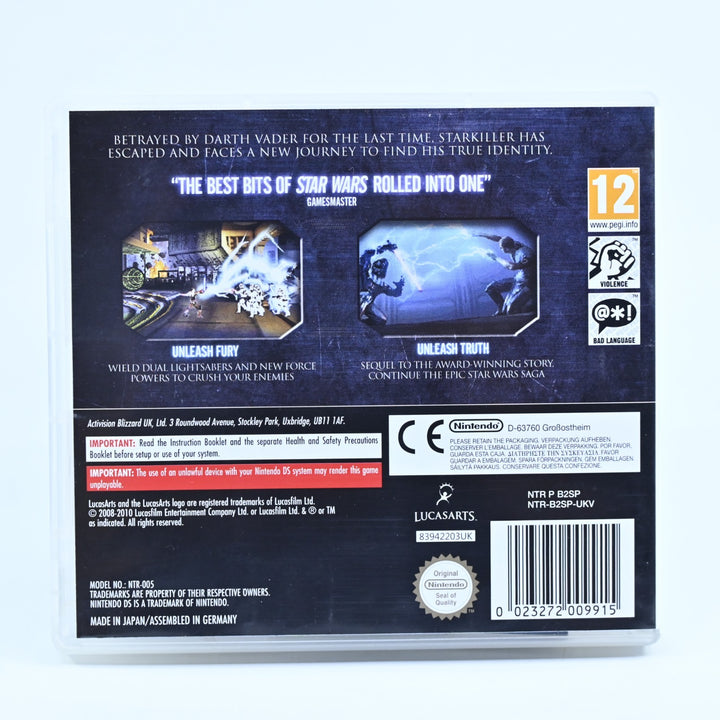 BETRAYED BY DARTH VADER FOR THE LAST TIME, STARKILLER HAS
ESCAPED AND FACES A NEW JOURNEY TO FIND HIS TRUE IDENTITY.
"THE BEST BITS OF STAR WARS ROLLED INTO ONE"
GAMESMASTER
12
www.pegi.info
VIOLENCE
@*!
BAD LANGUAGE
UNLEASH FURY
WIELD DUAL LIGHTSABERS AND NEW FORCE
POWERS TO CRUSH YOUR ENEMIES
UNLEASH TRUTH
SEQUEL TO THE AWARD-WINNING STORY.
CONTINUE THE EPIC STAR WARS SAGA
Activision Blizzard UK, Ltd. 3 Roundwood Avenue, Stockley Park, Uxbridge, UB11 1AF.
IMPORTANT: Read the Instruction Booklet and the separate Health and Safety Precautions
Booklet before setup or use of your system.
IMPORTANT: The use of an unlawful device with your Nintendo DS system may render this game
unplayable.
LucasArts and the LucasArts logo are registered trademarks of Lucasfilm Ltd.
© 2008-2010 Lucasfilm Entertainment Company Ltd. or Lucasfilm Ltd. & ® or TM
as indicated. All rights reserved.
CE Nintendo D-63760 Großostheim
PLEASE RETAIN THE PACKAGING. VERPACKUNG AUFHEBEN.
CONSERVER L'EMBALLAGE. BEWAAR DEZE VERPAKKING. POR FAVOR,
GUARDA ESTA CAJA. ΔΙΑΤΗΡΗΣΤΕ ΤΗΝ ΣΥΣΚΕΥΑΣΙΑ. FAVOR
GUARDAR A EMBALAGEM. SPARA FÖRPACKNINGEN. GEM EMBALLAGEN.
SÄILYTÄ PAKKAUS. CONSERVARE QUESTA CONFEZIONE.
LUCASARTS
83942203UK
NTR P B2SP
NTR-B2SP-UKV
Original
Nintendo
Seal of
Quality
TM
0 023272 009915
MODEL NO.: NTR-005
TRADEMARKS ARE PROPERTY OF THEIR RESPECTIVE OWNERS.
NINTENDO DS IS A TRADEMARK OF NINTENDO.
MADE IN JAPAN/ASSEMBLED IN GERMANY